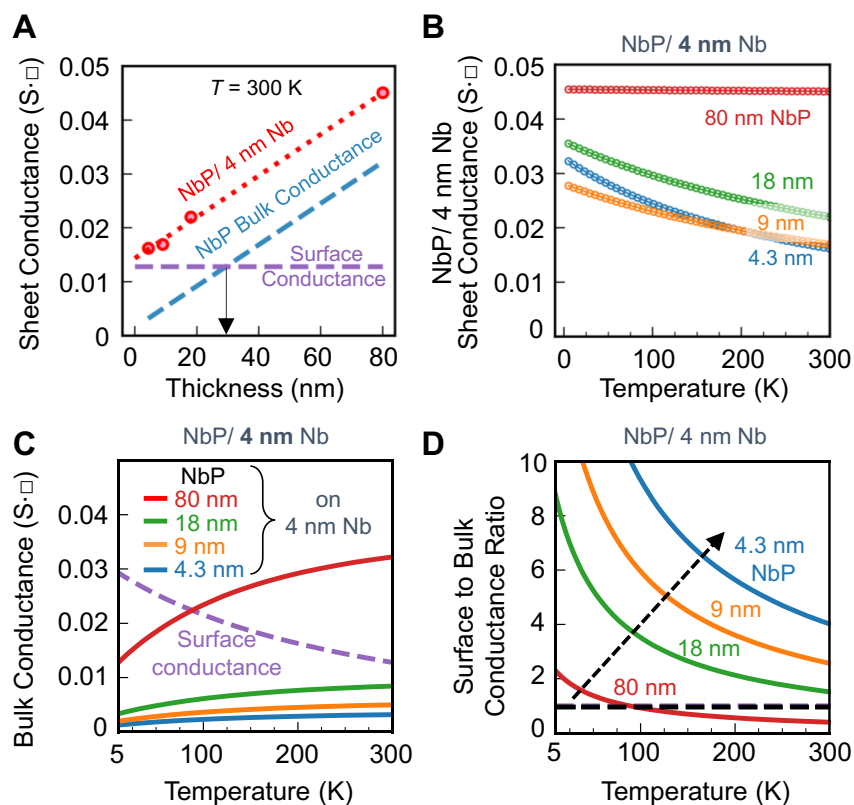 A
0.05
0.04
0.03
0.02
0.01
0
Sheet Conductance (S·□)
T = 300 K
NbP/ 4 nm Nb
NbP Bulk Conductance
Surface
Conductance
0 20 40 60 80
Thickness (nm)
B
NbP/ 4 nm Nb
0.05
0.04
0.03
0.02
0.01
0
NbP/ 4 nm Nb
Sheet Conductance (S·□)
80 nm NbP
18 nm
9 nm
4.3 nm
0 100 200 300
Temperature (K)
C
NbP/ 4 nm Nb
0.04
0.03
0.02
0.01
0
Bulk Conductance (S·□)
NbP
80 nm
18 nm
9 nm
4.3 nm
on
4 nm Nb
Surface
conductance
5 100 200 300
Temperature (K)
D
NbP/ 4 nm Nb
10
8
6
4
2
0
Surface to Bulk
Conductance Ratio
4.3 nm
NbP
9 nm
18 nm
80 nm
5 100 200 300
Temperature (K)